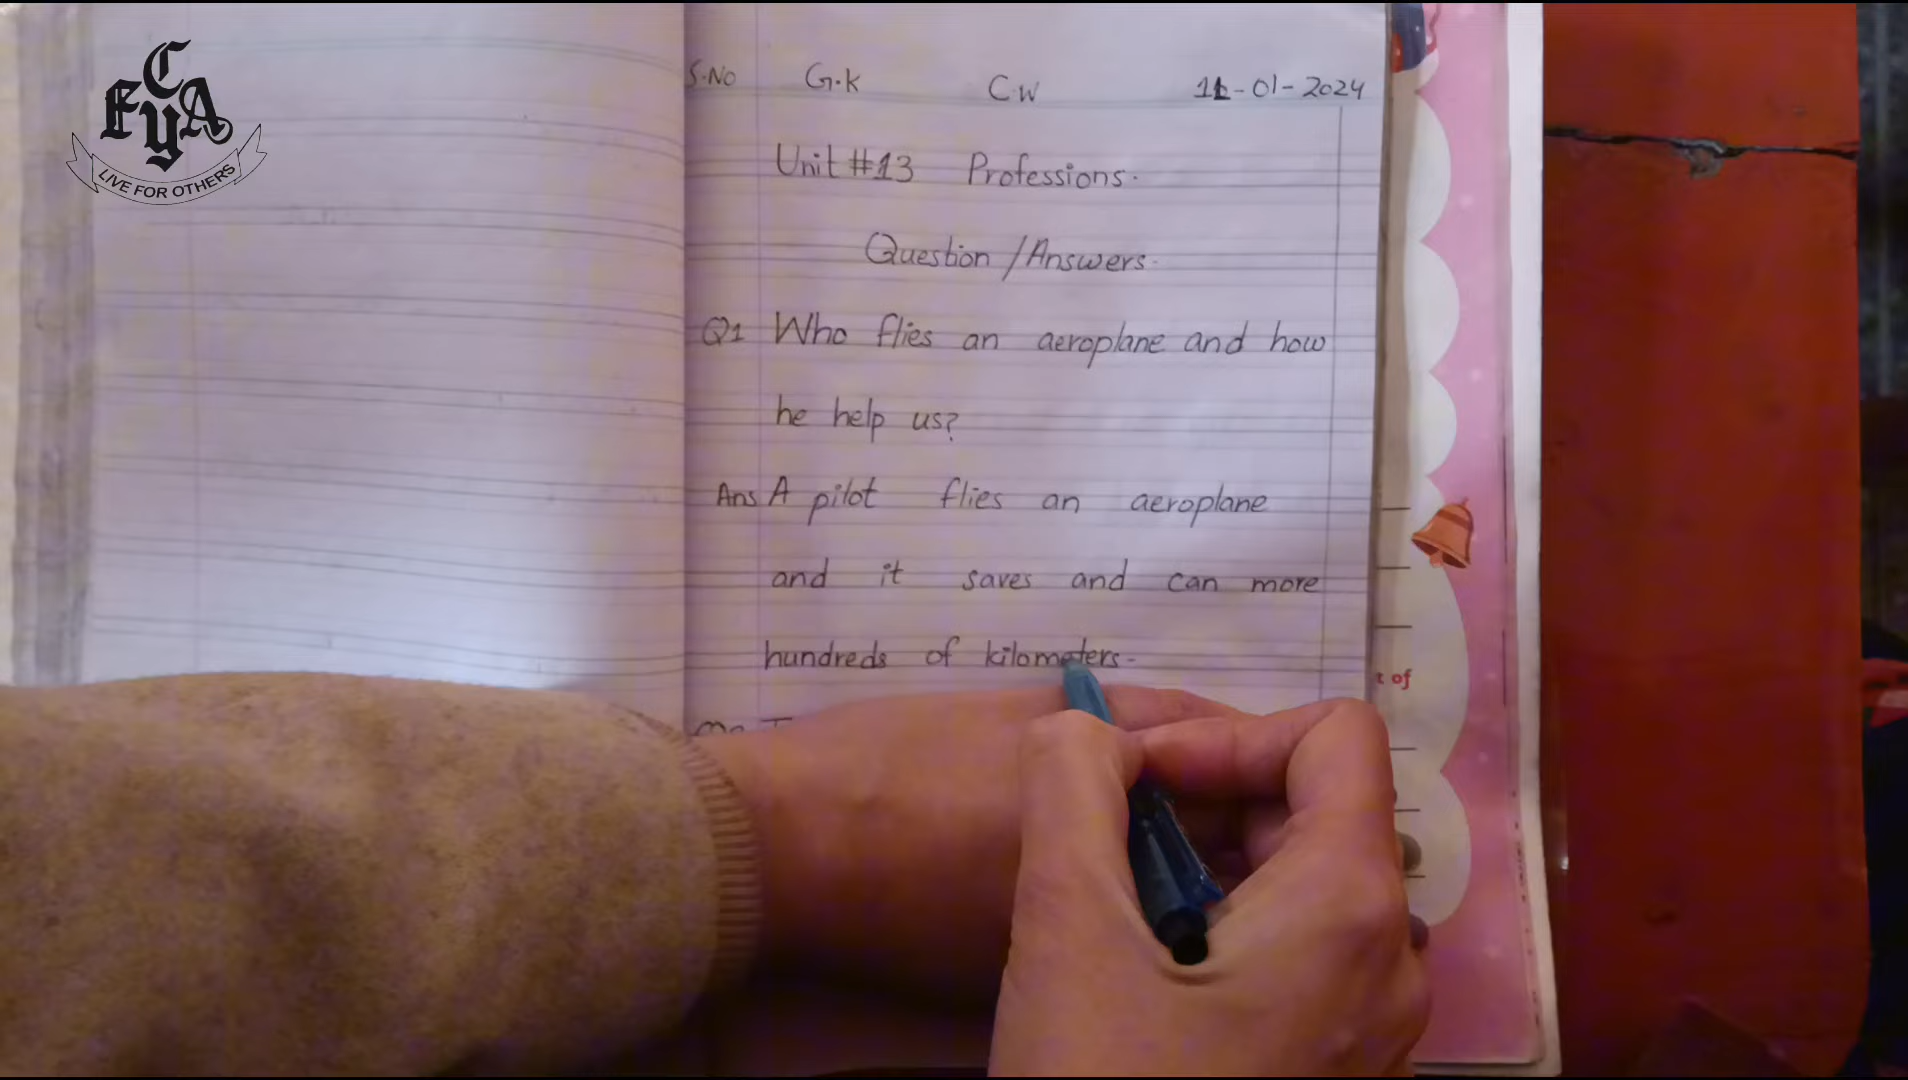 C
EYA
LIVE FOR OTHERS
S.No G.k C.W 11-01-2024
Unit #13 Professions.
Question /Answers.
Q1 Who flies an aeroplane and how
he help us?
Ans A pilot flies an aeroplane
and it saves and can more
hundreds of kilometers.
t of